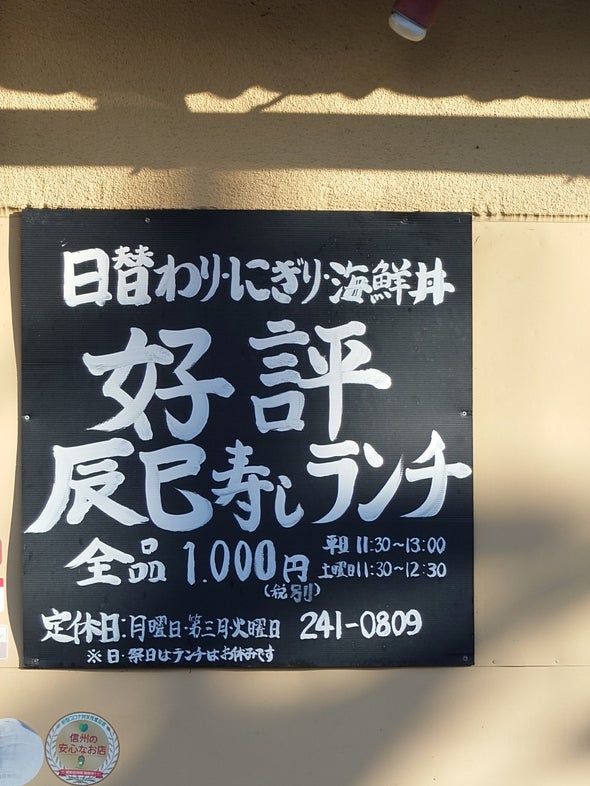 日替わり・にぎり・海鮮丼
好評
辰巳寿しランチ
全品 1.000円
(税別)
平日 11:30～13:00
土曜日 11:30～12:30
定休日:月曜日・第三月火曜日 241-0809
※日・祭日はランチはお休みです
信州の
安心なお店